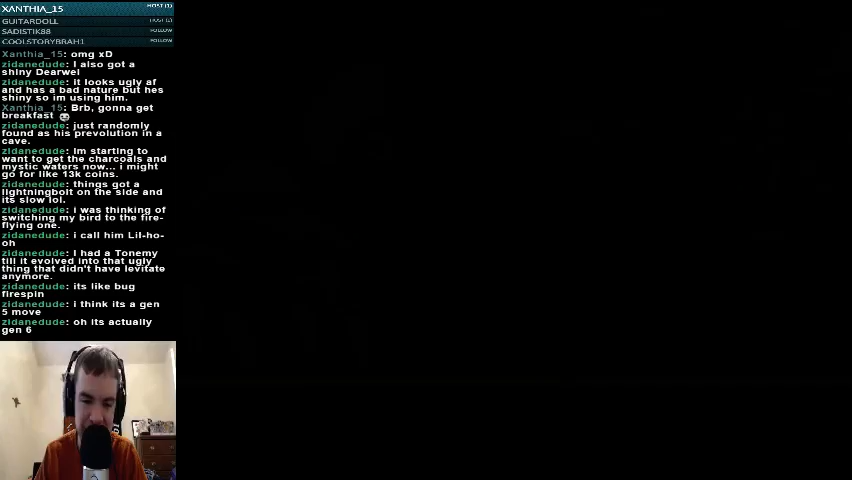 XANTHIA_15 HOST [1]
GUITARDOLL HOST [1]
SADISTIK88 FOLLOW
COOLSTORYBRAH1 FOLLOW
Xanthia_15: omg xD
zidanedude: I also got a
shiny Dearwel
zidanedude: it looks ugly af
and has a bad nature but hes
shiny so im using him.
Xanthia_15: Brb, gonna get
breakfast
zidanedude: just randomly
found as his prevolution in a
cave.
zidanedude: Im starting to
want to get the charcoals and
mystic waters now... i might
go for like 13k coins.
zidanedude: things got a
lightningbolt on the side and
its slow lol.
zidanedude: i was thinking of
switching my bird to the fire-
flying one.
zidanedude: i call him Lil-ho-
oh
zidanedude: I had a Tonemy
till it evolved into that ugly
thing that didn't have levitate
anymore.
zidanedude: its like bug
firespin
zidanedude: i think its a gen
5 move
zidanedude: oh its actually
gen 6